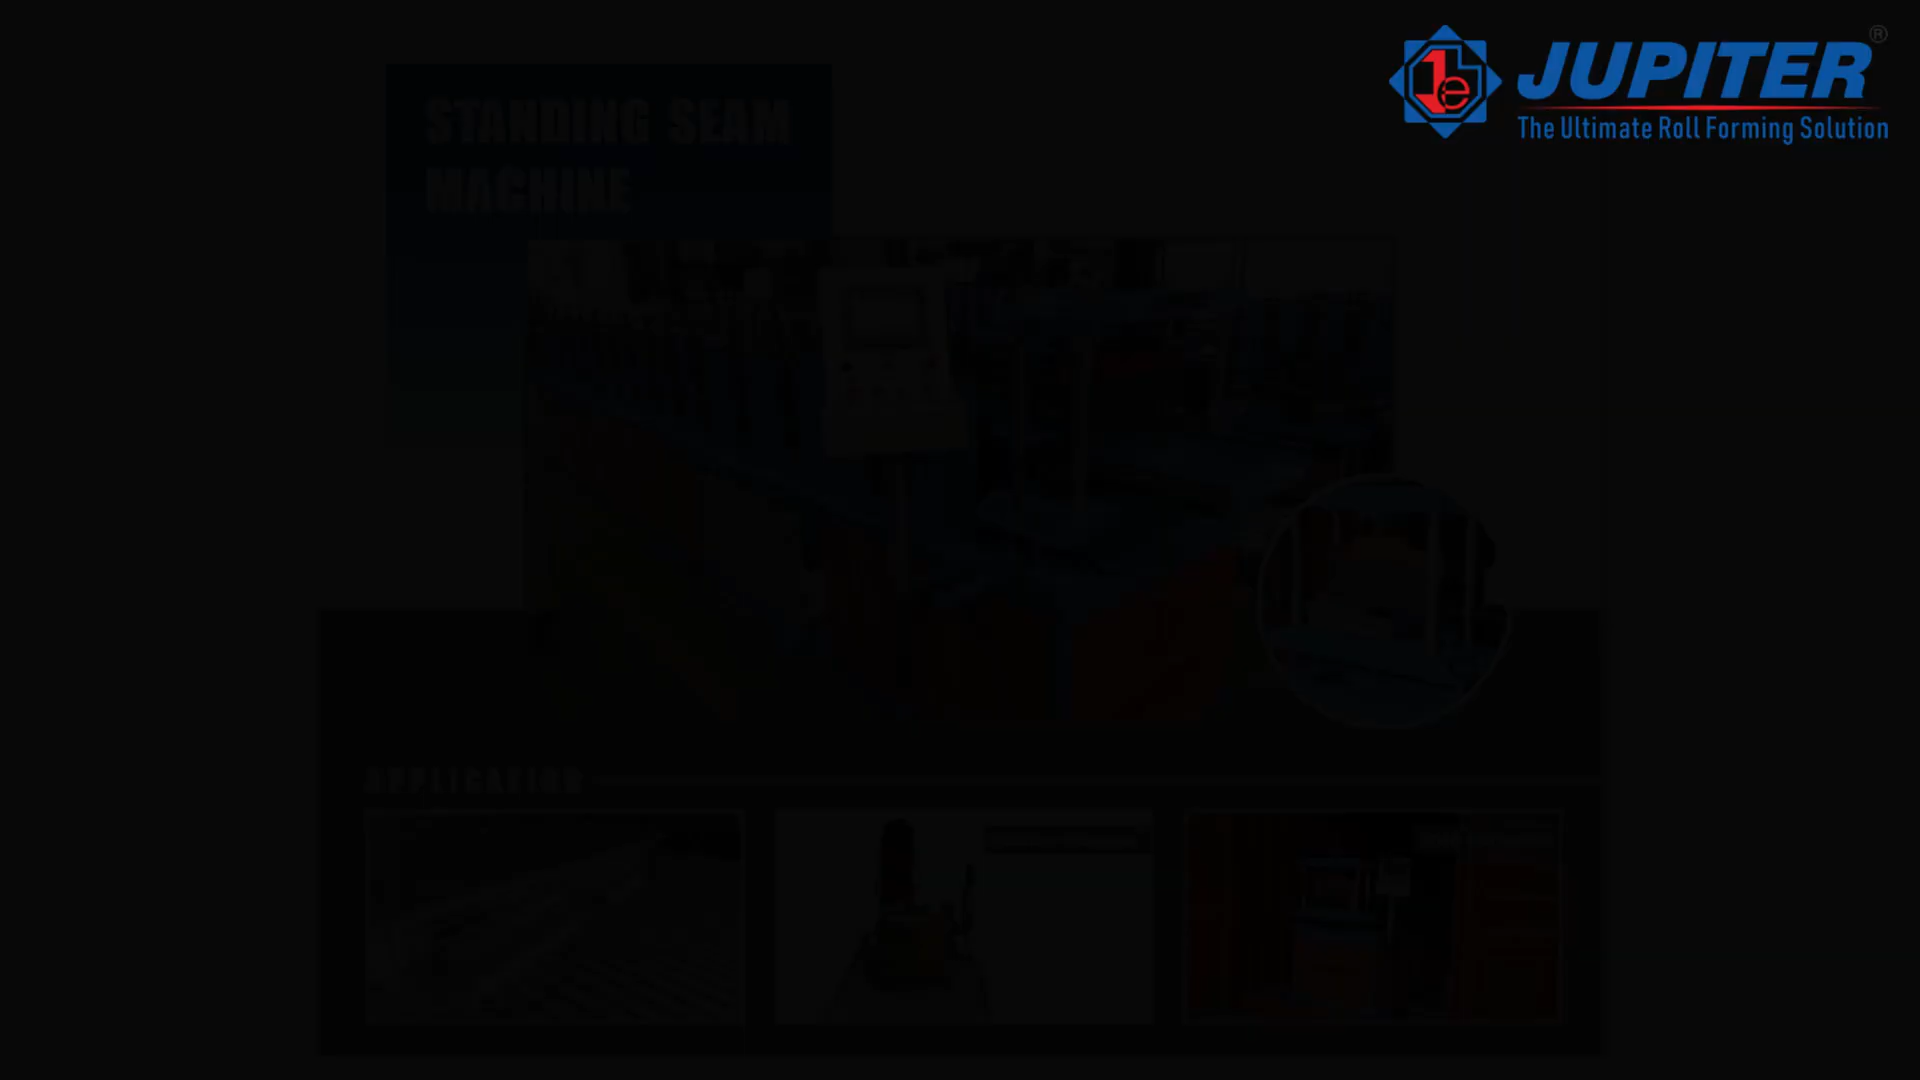 STANDING SEAM
MACHINE
JUPITER®
The Ultimate Roll Forming Solution
APPLICATION